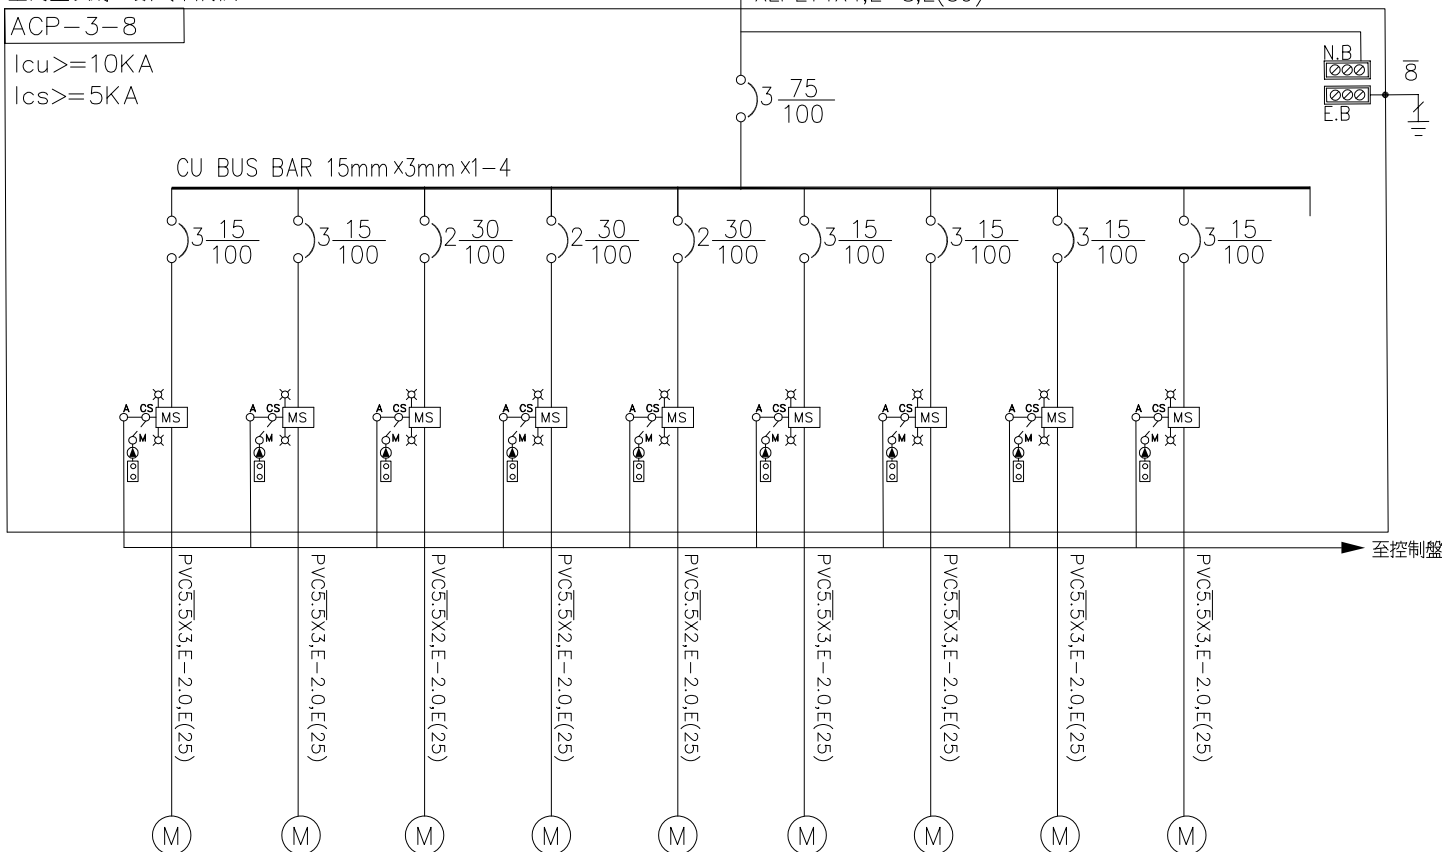 ACP-3-8
Icu>=10KA
Ics>=5KA
3 75/100
N.B
E.B
8
CU BUS BAR 15mm×3mm×1-4
3 15/100 3 15/100 2 30/100 2 30/100 2 30/100 3 15/100 3 15/100 3 15/100 3 15/100
A CS MS A CS MS A CS MS A CS MS A CS MS A CS MS A CS MS A CS MS A CS MS
M M M M M M M M M
至控制盤
PVC5.5X3,E-2.0,E(25)
PVC5.5X3,E-2.0,E(25)
PVC5.5X2,E-2.0,E(25)
PVC5.5X2,E-2.0,E(25)
PVC5.5X2,E-2.0,E(25)
PVC5.5X3,E-2.0,E(25)
PVC5.5X3,E-2.0,E(25)
PVC5.5X3,E-2.0,E(25)
PVC5.5X3,E-2.0,E(25)
M M M M M M M M M